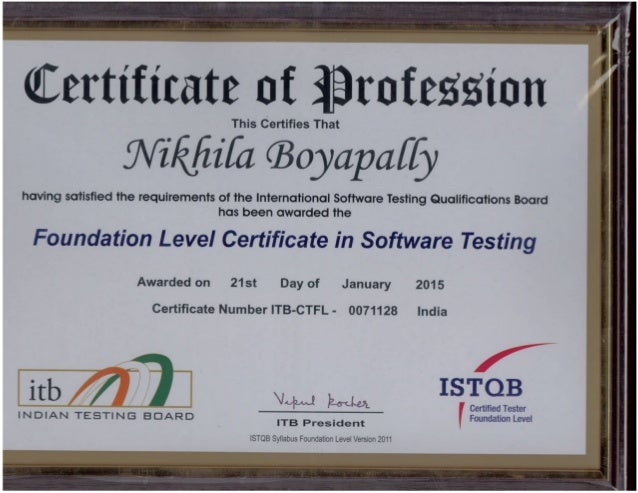 Certificate of Profession
This Certifies That
Nikhila Boyapally
having satisfied the requirements of the International Software Testing Qualifications Board
has been awarded the
Foundation Level Certificate in Software Testing
Awarded on 21st Day of January 2015
Certificate Number ITB-CTFL - 0071128 India
itb
INDIAN TESTING BOARD
Vipul Kocher
ITB President
ISTQB Syllabus Foundation Level Version 2011
ISTQB
Certified Tester
Foundation Level